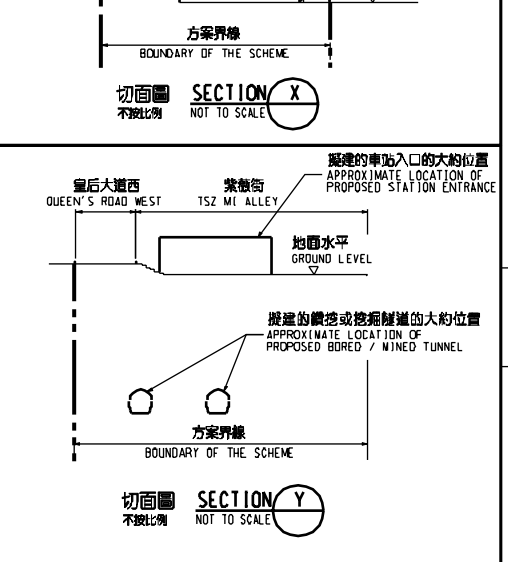 方案界線
BOUNDARY OF THE SCHEME
切面圖 SECTION X
不按比例 NOT TO SCALE
擬建的車站入口的大約位置
APPROXIMATE LOCATION OF
PROPOSED STATION ENTRANCE
皇后大道西 紫薇街
QUEEN'S ROAD WEST TSZ MI ALLEY
地面水平
GROUND LEVEL
擬建的鑽挖或挖掘隧道的大約位置
APPROXIMATE LOCATION OF
PROPOSED BORED / MINED TUNNEL
方案界線
BOUNDARY OF THE SCHEME
切面圖 SECTION Y
不按比例 NOT TO SCALE